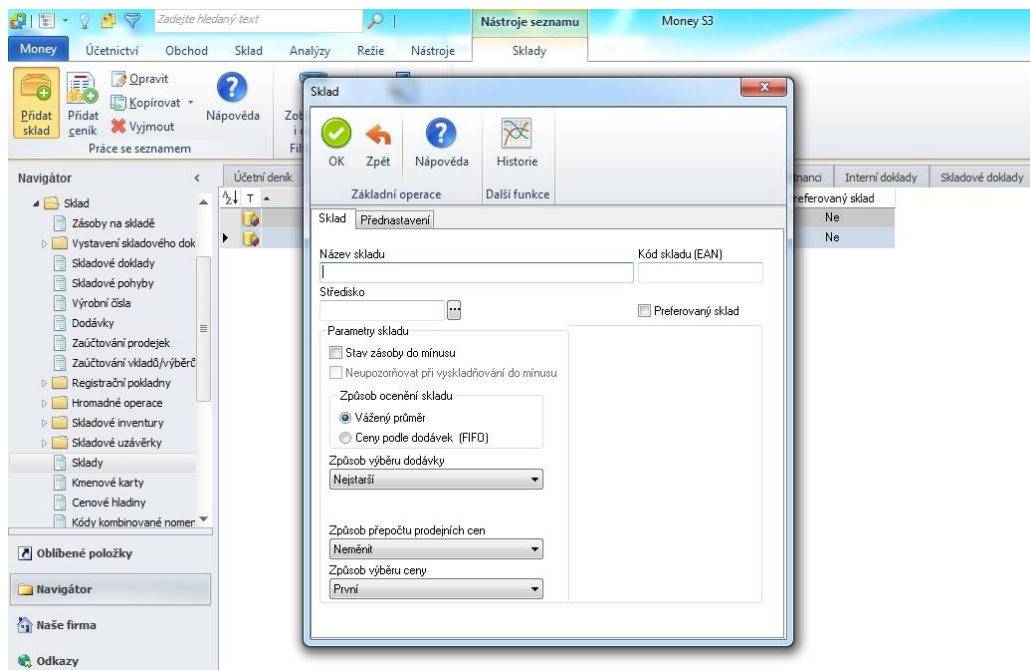 Zadejte hledaný text
Nástroje seznamu
Money S3
Money Účetnictví Obchod Sklad Analýzy Režie Nástroje Sklady
Přidat sklad
Přidat ceník
Opravit
Kopírovat
Vyjmout
Nápověda
Práce se seznamem
Navigátor
Sklad
Zásoby na skladě
Vystavení skladového dok
Skladové doklady
Skladové pohyby
Výrobní čísla
Dodávky
Zaúčtování prodejek
Zaúčtování vkladů/výběrů
Registrační pokladny
Hromadné operace
Skladové inventury
Skladové uzávěrky
Sklady
Kmenové karty
Cenové hladiny
Kódy kombinované nomer
Oblíbené položky
Navigátor
Naše firma
Odkazy
Účetní deník
Interní doklady
Skladové doklady
T
referovaný sklad
Ne
Ne
Sklad
OK
Zpět
Nápověda
Historie
Základní operace
Další funkce
Sklad Přednastavení
Název skladu
Kód skladu (EAN)
Středisko
Preferovaný sklad
Parametry skladu
Stav zásoby do mínusu
Neupozorňovat při vyskladňování do mínusu
Způsob ocenění skladu
Vážený průměr
Ceny podle dodávek (FIFO)
Způsob výběru dodávky
Nejstarší
Způsob přepočtu prodejních cen
Neměnit
Způsob výběru ceny
První